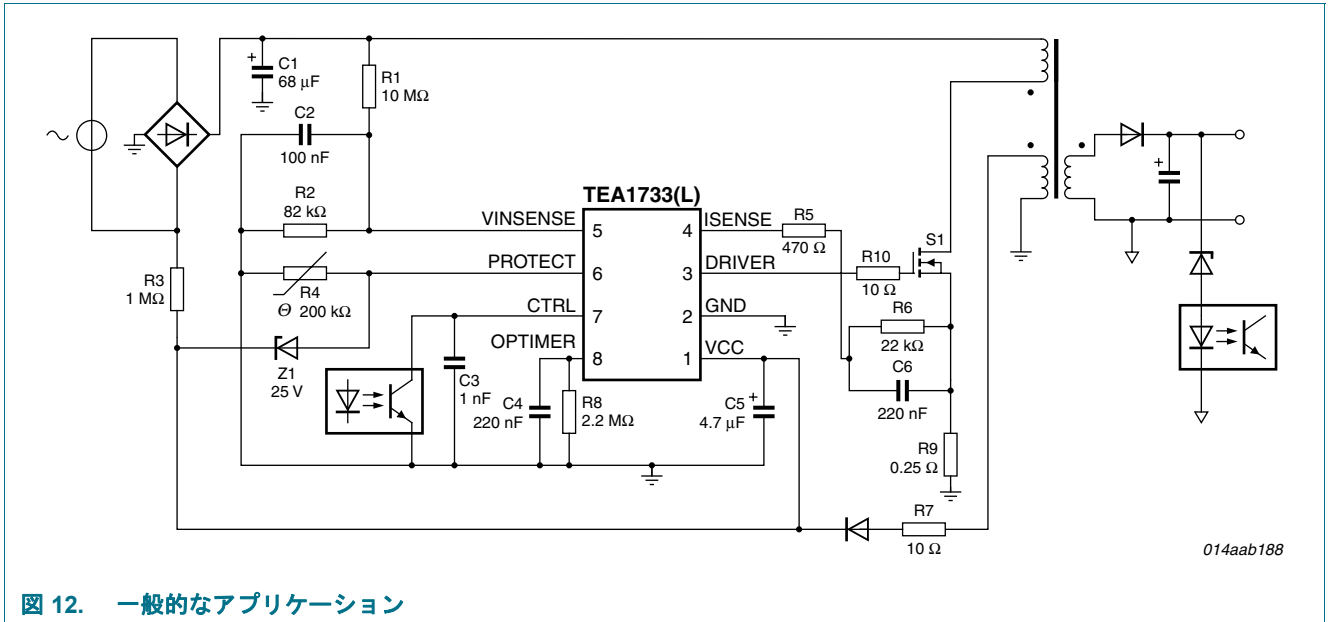 C1
68 μF
R1
10 MΩ
C2
100 nF
R2
82 kΩ
R3
1 MΩ
R4
Θ 200 kΩ
Z1
25 V
TEA1733(L)
VINSENSE
5
PROTECT
6
CTRL
7
OPTIMER
8
4
ISENSE
3
DRIVER
2
GND
1
VCC
R5
470 Ω
S1
R10
10 Ω
R6
22 kΩ
C6
220 nF
C3
1 nF
C4
220 nF
R8
2.2 MΩ
C5
4.7 μF
R9
0.25 Ω
R7
10 Ω
014aab188
図 12. 一般的なアプリケーション